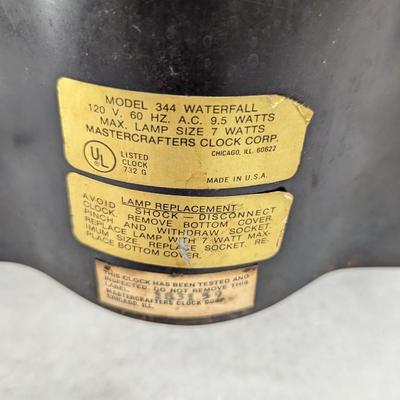 MODEL 344 WATERFALL
120 V. 60 HZ. A.C. 9.5 WATTS
MAX. LAMP SIZE 7 WATTS
MASTERCRAFTERS CLOCK CORP.
CHICAGO, ILL. 60622
UL
LISTED
CLOCK
732 G
MADE IN U.S.A.
LAMP REPLACEMENT
AVOID SHOCK — DISCONNECT
CLOCK. REMOVE BOTTOM COVER.
PINCH AND WITHDRAW SOCKET.
REPLACE LAMP WITH 7 WATT MAX-
IMUM SIZE. REPLACE SOCKET. RE-
PLACE BOTTOM COVER.
THIS CLOCK HAS BEEN TESTED AND
INSPECTED. DO NOT REMOVE THIS
LABEL.
MASTERCRAFTERS CLOCK CORP.
CHICAGO, ILL.